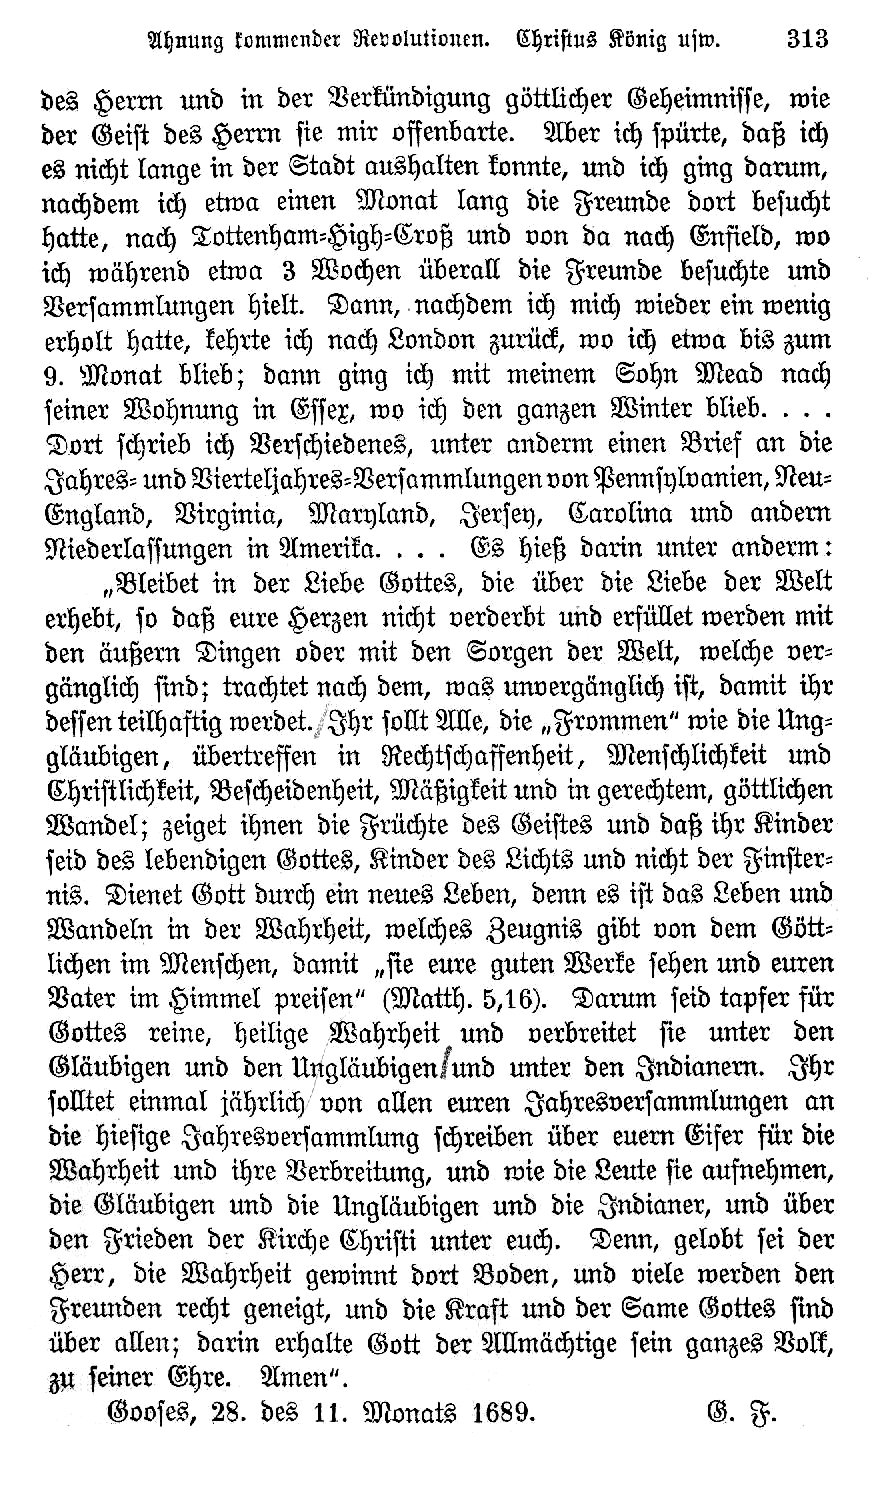 Ahnung kommender Revolutionen. Christus König usw. 313
des Herrn und in der Verkündigung göttlicher Geheimnisse, wie
der Geist des Herrn sie mir offenbarte. Aber ich spürte, daß ich
es nicht lange in der Stadt aushalten konnte, und ich ging darum,
nachdem ich etwa einen Monat lang die Freunde dort besucht
hatte, nach Tottenham-High-Croß und von da nach Enfield, wo
ich während etwa 3 Wochen überall die Freunde besuchte und
Versammlungen hielt. Dann, nachdem ich mich wieder ein wenig
erholt hatte, kehrte ich nach London zurück, wo ich etwa bis zum
9. Monat blieb; dann ging ich mit meinem Sohn Mead nach
seiner Wohnung in Essex, wo ich den ganzen Winter blieb. . . .
Dort schrieb ich Verschiedenes, unter anderm einen Brief an die
Jahres- und Vierteljahres-Versammlungen von Pennsylvanien, Neu-
England, Virginia, Maryland, Jersey, Carolina und andern
Niederlassungen in Amerika. . . . Es hieß darin unter anderm:
„Bleibet in der Liebe Gottes, die über die Liebe der Welt
erhebt, so daß eure Herzen nicht verderbt und erfüllet werden mit
den äußern Dingen oder mit den Sorgen der Welt, welche ver-
gänglich sind; trachtet nach dem, was unvergänglich ist, damit ihr
dessen teilhaftig werdet. Ihr sollt Alle, die „Frommen" wie die Ung-
gläubigen, übertreffen in Rechtschaffenheit, Menschlichkeit und
Christlichkeit, Bescheidenheit, Mäßigkeit und in gerechtem, göttlichen
Wandel; zeiget ihnen die Früchte des Geistes und daß ihr Kinder
seid des lebendigen Gottes, Kinder des Lichts und nicht der Finster-
nis. Dienet Gott durch ein neues Leben, denn es ist das Leben und
Wandeln in der Wahrheit, welches Zeugnis gibt von dem Gött-
lichen im Menschen, damit „sie eure guten Werke sehen und euren
Vater im Himmel preisen" (Matth. 5,16). Darum seid tapfer für
Gottes reine, heilige Wahrheit und verbreitet sie unter den
Gläubigen und den Ungläubigen und unter den Indianern. Ihr
solltet einmal jährlich von allen euren Jahresversammlungen an
die hiesige Jahresversammlung schreiben über euern Eifer für die
Wahrheit und ihre Verbreitung, und wie die Leute sie aufnehmen,
die Gläubigen und die Ungläubigen und die Indianer, und über
den Frieden der Kirche Christi unter euch. Denn, gelobt sei der
Herr, die Wahrheit gewinnt dort Boden, und viele werden den
Freunden recht geneigt, und die Kraft und der Same Gottes sind
über allen; darin erhalte Gott der Allmächtige sein ganzes Volk,
zu seiner Ehre. Amen".
Gooses, 28. des 11. Monats 1689. G. F.